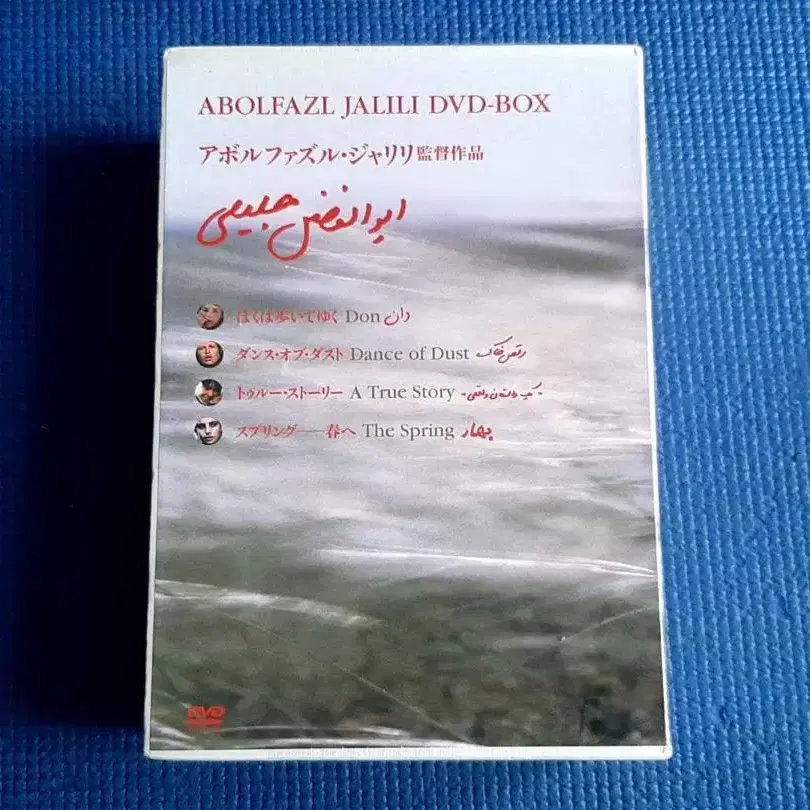 ABOLFAZL JALILI DVD-BOX
アボルファズル・ジャリリ監督作品
ابوالفضل جلیلی
ぼくは歩いてゆく Don دان
ダンス・オブ・ダスト Dance of Dust رقص خاک
トゥルー・ストーリー A True Story یک داستان واقعی
スプリング──春へ The Spring بهار
DVD